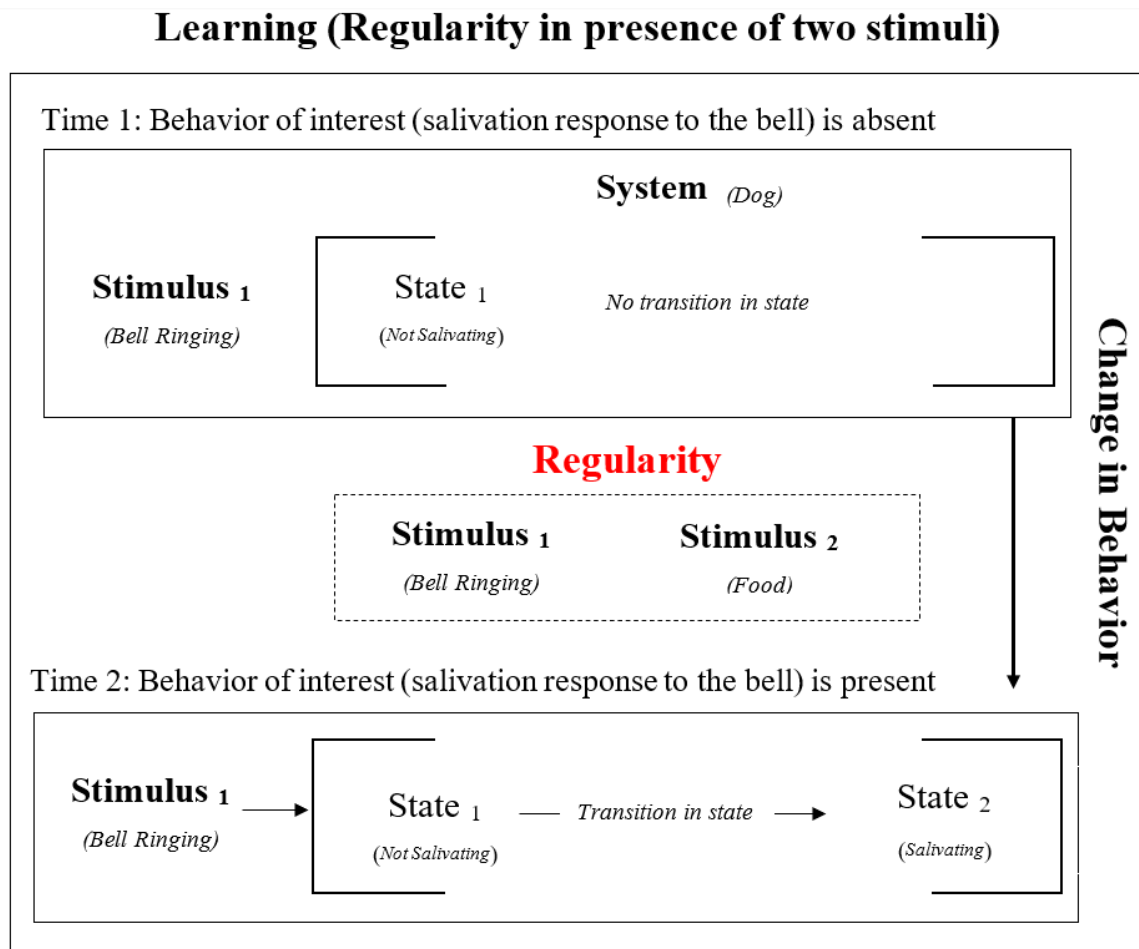 Learning (Regularity in presence of two stimuli)
Time 1: Behavior of interest (salivation response to the bell) is absent
System (Dog)
Stimulus 1
(Bell Ringing)
State 1
(Not Salivating)
No transition in state
Change in Behavior
Regularity
Stimulus 1
(Bell Ringing)
Stimulus 2
(Food)
Time 2: Behavior of interest (salivation response to the bell) is present
Stimulus 1
(Bell Ringing)
State 1
(Not Salivating)
Transition in state
State 2
(Salivating)